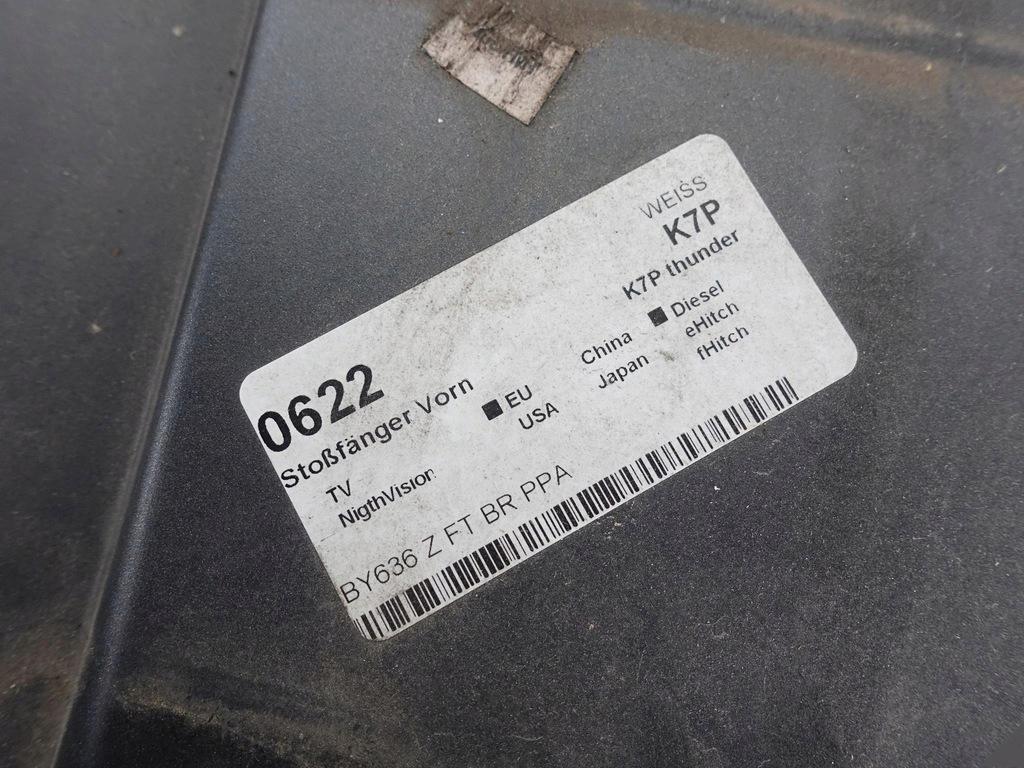 WEISS
K7P
K7P thunder
0622
Stoßfänger Vorn
EU
China
Diesel
USA
Japan
eHitch
fHitch
TV
NigthVision
BY636 Z FT BR PPA